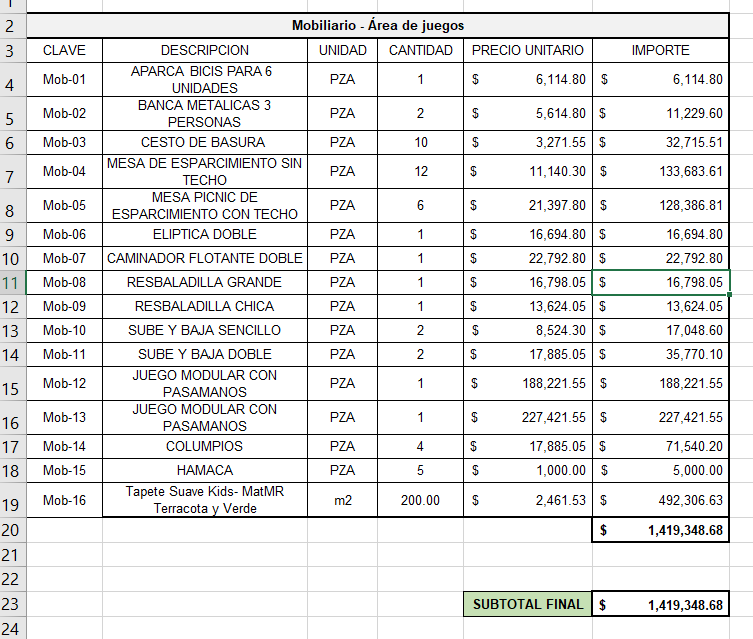 1
2 Mobiliario - Área de juegos
3 CLAVE DESCRIPCION UNIDAD CANTIDAD PRECIO UNITARIO IMPORTE
4 Mob-01 APARCA BICIS PARA 6 PZA 1 $ 6,114.80 $ 6,114.80
UNIDADES
5 Mob-02 BANCA METALICAS 3 PZA 2 $ 5,614.80 $ 11,229.60
PERSONAS
6 Mob-03 CESTO DE BASURA PZA 10 $ 3,271.55 $ 32,715.51
7 Mob-04 MESA DE ESPARCIMIENTO SIN PZA 12 $ 11,140.30 $ 133,683.61
TECHO
8 Mob-05 MESA PICNIC DE PZA 6 $ 21,397.80 $ 128,386.81
ESPARCIMIENTO CON TECHO
9 Mob-06 ELIPTICA DOBLE PZA 1 $ 16,694.80 $ 16,694.80
10 Mob-07 CAMINADOR FLOTANTE DOBLE PZA 1 $ 22,792.80 $ 22,792.80
11 Mob-08 RESBALADILLA GRANDE PZA 1 $ 16,798.05 $ 16,798.05
12 Mob-09 RESBALADILLA CHICA PZA 1 $ 13,624.05 $ 13,624.05
13 Mob-10 SUBE Y BAJA SENCILLO PZA 2 $ 8,524.30 $ 17,048.60
14 Mob-11 SUBE Y BAJA DOBLE PZA 2 $ 17,885.05 $ 35,770.10
15 Mob-12 JUEGO MODULAR CON PZA 1 $ 188,221.55 $ 188,221.55
PASAMANOS
16 Mob-13 JUEGO MODULAR CON PZA 1 $ 227,421.55 $ 227,421.55
PASAMANOS
17 Mob-14 COLUMPIOS PZA 4 $ 17,885.05 $ 71,540.20
18 Mob-15 HAMACA PZA 5 $ 1,000.00 $ 5,000.00
19 Mob-16 Tapete Suave Kids- MatMR m2 200.00 $ 2,461.53 $ 492,306.63
Terracota y Verde
20 $ 1,419,348.68
21
22
23 SUBTOTAL FINAL $ 1,419,348.68
24